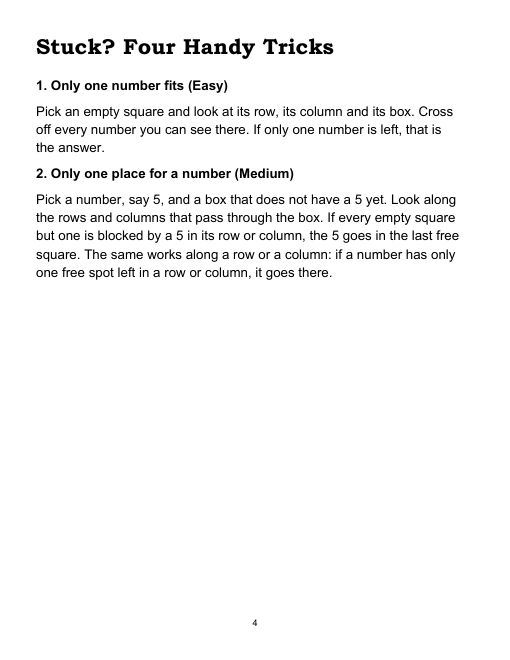 Stuck? Four Handy Tricks
1. Only one number fits (Easy)
Pick an empty square and look at its row, its column and its box. Cross
off every number you can see there. If only one number is left, that is
the answer.
2. Only one place for a number (Medium)
Pick a number, say 5, and a box that does not have a 5 yet. Look along
the rows and columns that pass through the box. If every empty square
but one is blocked by a 5 in its row or column, the 5 goes in the last free
square. The same works along a row or a column: if a number has only
one free spot left in a row or column, it goes there.
4